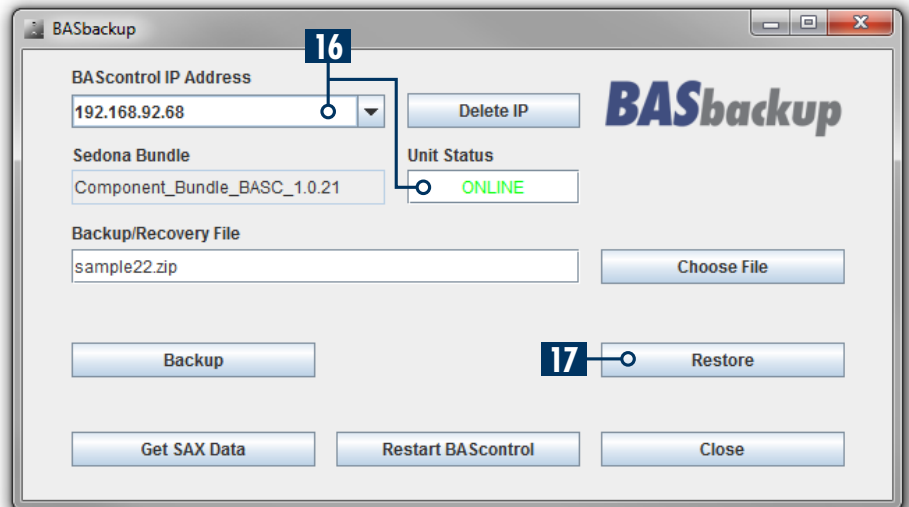 BASbackup
16
BAScontrol IP Address
192.168.92.68
Delete IP
BASbackup
Sedona Bundle
Unit Status
Component_Bundle_BASC_1.0.21
ONLINE
Backup/Recovery File
sample22.zip
Choose File
Backup
17
Restore
Get SAX Data
Restart BAScontrol
Close